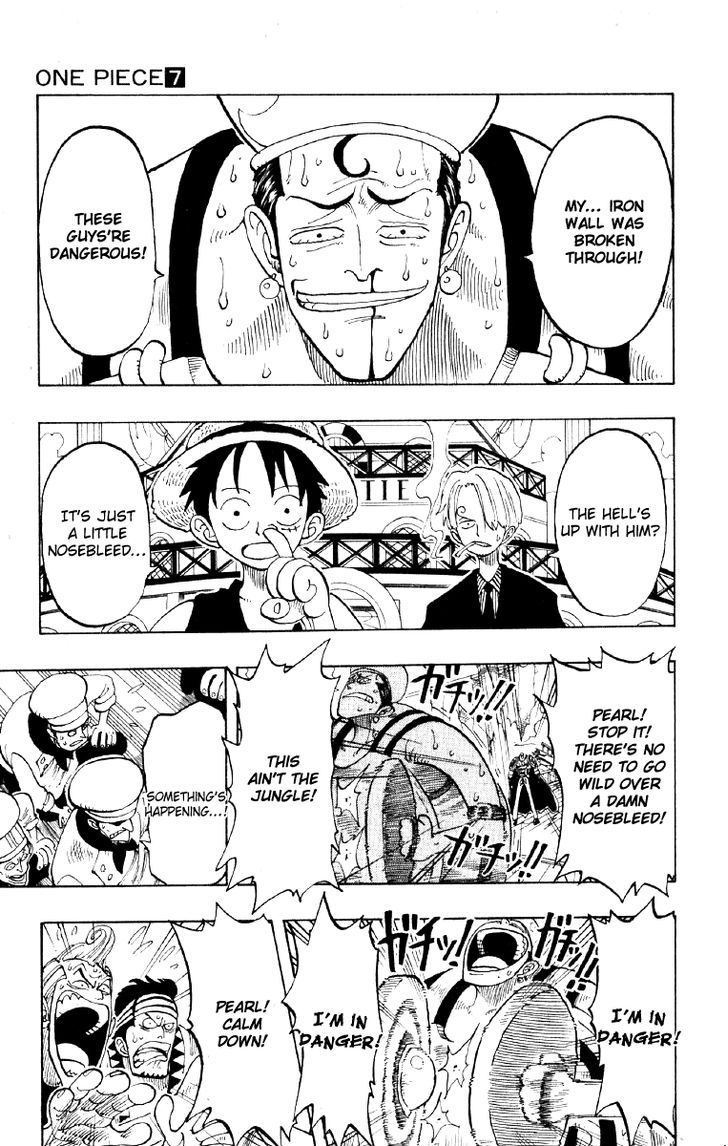 ONE PIECE 7
MY... IRON
WALL WAS
BROKEN
THROUGH!
THESE
GUYS'RE
DANGEROUS!
THE HELL'S
UP WITH HIM?
IT'S JUST
A LITTLE
NOSEBLEED...
TIE
PEARL!
STOP IT!
THERE'S NO
NEED TO GO
WILD OVER
A DAMN
NOSEBLEED!
ガチッ!!
ガチッ!!
THIS
AIN'T THE
JUNGLE!
SOMETHING'S
HAPPENING...!
I'M IN
DANGER!
ガチッ!
ガチッ!
I'M IN
DANGER!
PEARL!
CALM
DOWN!